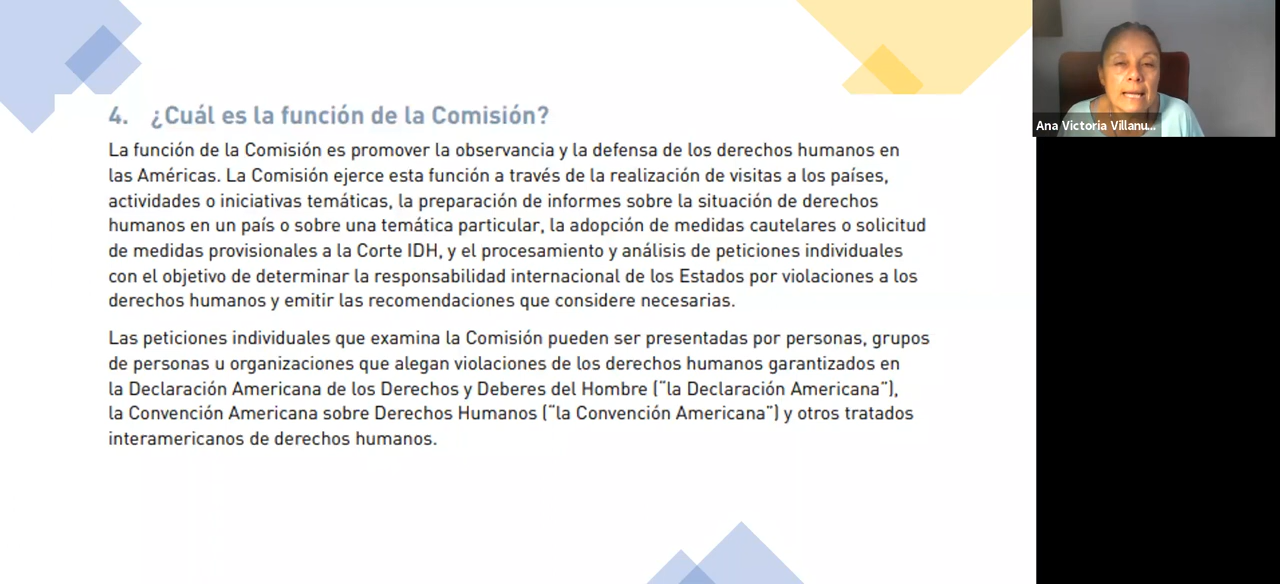 4. ¿Cuál es la función de la Comisión?
La función de la Comisión es promover la observancia y la defensa de los derechos humanos en
las Américas. La Comisión ejerce esta función a través de la realización de visitas a los países,
actividades o iniciativas temáticas, la preparación de informes sobre la situación de derechos
humanos en un país o sobre una temática particular, la adopción de medidas cautelares o solicitud
de medidas provisionales a la Corte IDH, y el procesamiento y análisis de peticiones individuales
con el objetivo de determinar la responsabilidad internacional de los Estados por violaciones a los
derechos humanos y emitir las recomendaciones que considere necesarias.
Las peticiones individuales que examina la Comisión pueden ser presentadas por personas, grupos
de personas u organizaciones que alegan violaciones de los derechos humanos garantizados en
la Declaración Americana de los Derechos y Deberes del Hombre (“la Declaración Americana”),
la Convención Americana sobre Derechos Humanos (“la Convención Americana”) y otros tratados
interamericanos de derechos humanos.
Ana Victoria Villanu...